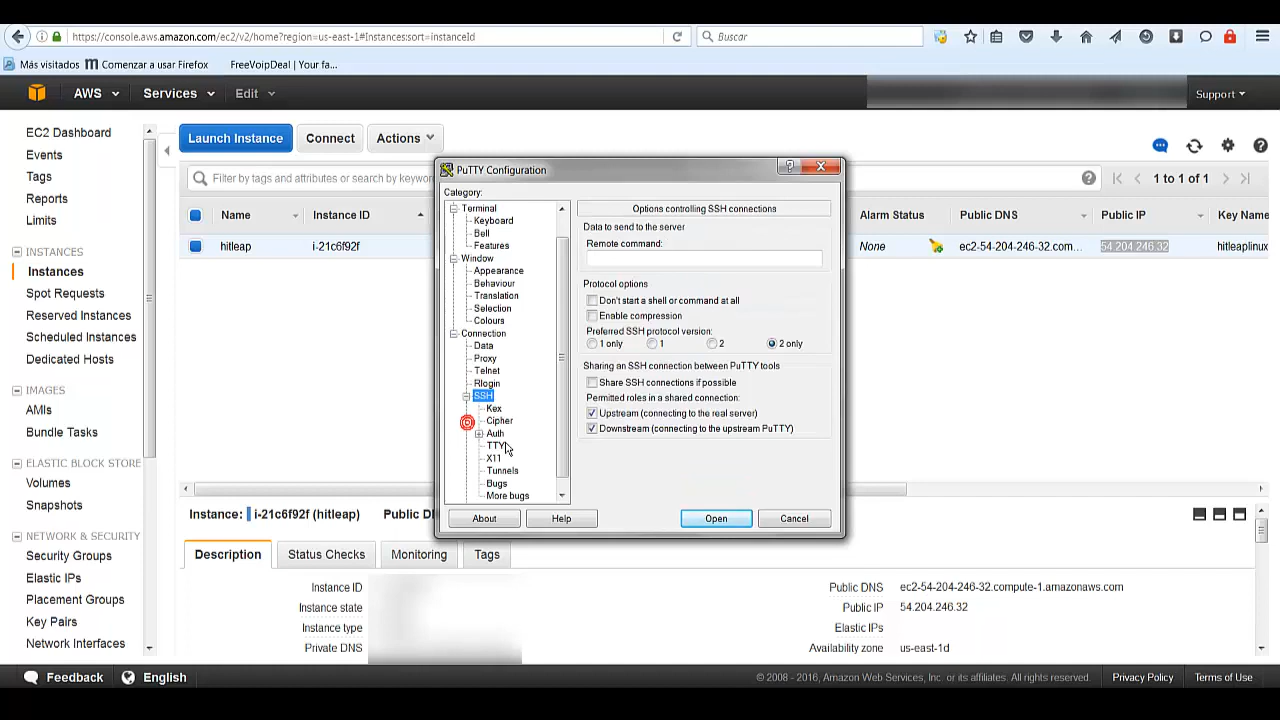 https://console.aws.amazon.com/ec2/v2/home?region=us-east-1#Instances:sort=instanceId
Buscar
Más visitados
Comenzar a usar Firefox
FreeVoipDeal | Your fa...
AWS
Services
Edit
Support
EC2 Dashboard
Events
Tags
Reports
Limits
INSTANCES
Instances
Spot Requests
Reserved Instances
Scheduled Instances
Dedicated Hosts
IMAGES
AMIs
Bundle Tasks
ELASTIC BLOCK STORE
Volumes
Snapshots
NETWORK & SECURITY
Security Groups
Elastic IPs
Placement Groups
Key Pairs
Network Interfaces
Launch Instance
Connect
Actions
Filter by tags and attributes or search by keywo
1 to 1 of 1
Name
Instance ID
Alarm Status
Public DNS
Public IP
Key Name
hitleap
i-21c6f92f
None
ec2-54-204-246-32.com...
54.204.246.32
hitleaplinux
PuTTY Configuration
Category:
Terminal
Keyboard
Bell
Features
Window
Appearance
Behaviour
Translation
Selection
Colours
Connection
Data
Proxy
Telnet
Rlogin
SSH
Kex
Cipher
Auth
TTY
X11
Tunnels
Bugs
More bugs
Options controlling SSH connections
Data to send to the server
Remote command:
Protocol options
Don't start a shell or command at all
Enable compression
Preferred SSH protocol version:
1 only
1
2
2 only
Sharing an SSH connection between PuTTY tools
Share SSH connections if possible
Permitted roles in a shared connection:
Upstream (connecting to the real server)
Downstream (connecting to the upstream PuTTY)
About
Help
Open
Cancel
Instance:
i-21c6f92f (hitleap)
Public D
Description
Status Checks
Monitoring
Tags
Instance ID
Instance state
Instance type
Private DNS
Public DNS
ec2-54-204-246-32.compute-1.amazonaws.com
Public IP
54.204.246.32
Elastic IPs
Availability zone
us-east-1d
Feedback
English
© 2008 - 2016, Amazon Web Services, Inc. or its affiliates. All rights reserved.
Privacy Policy
Terms of Use